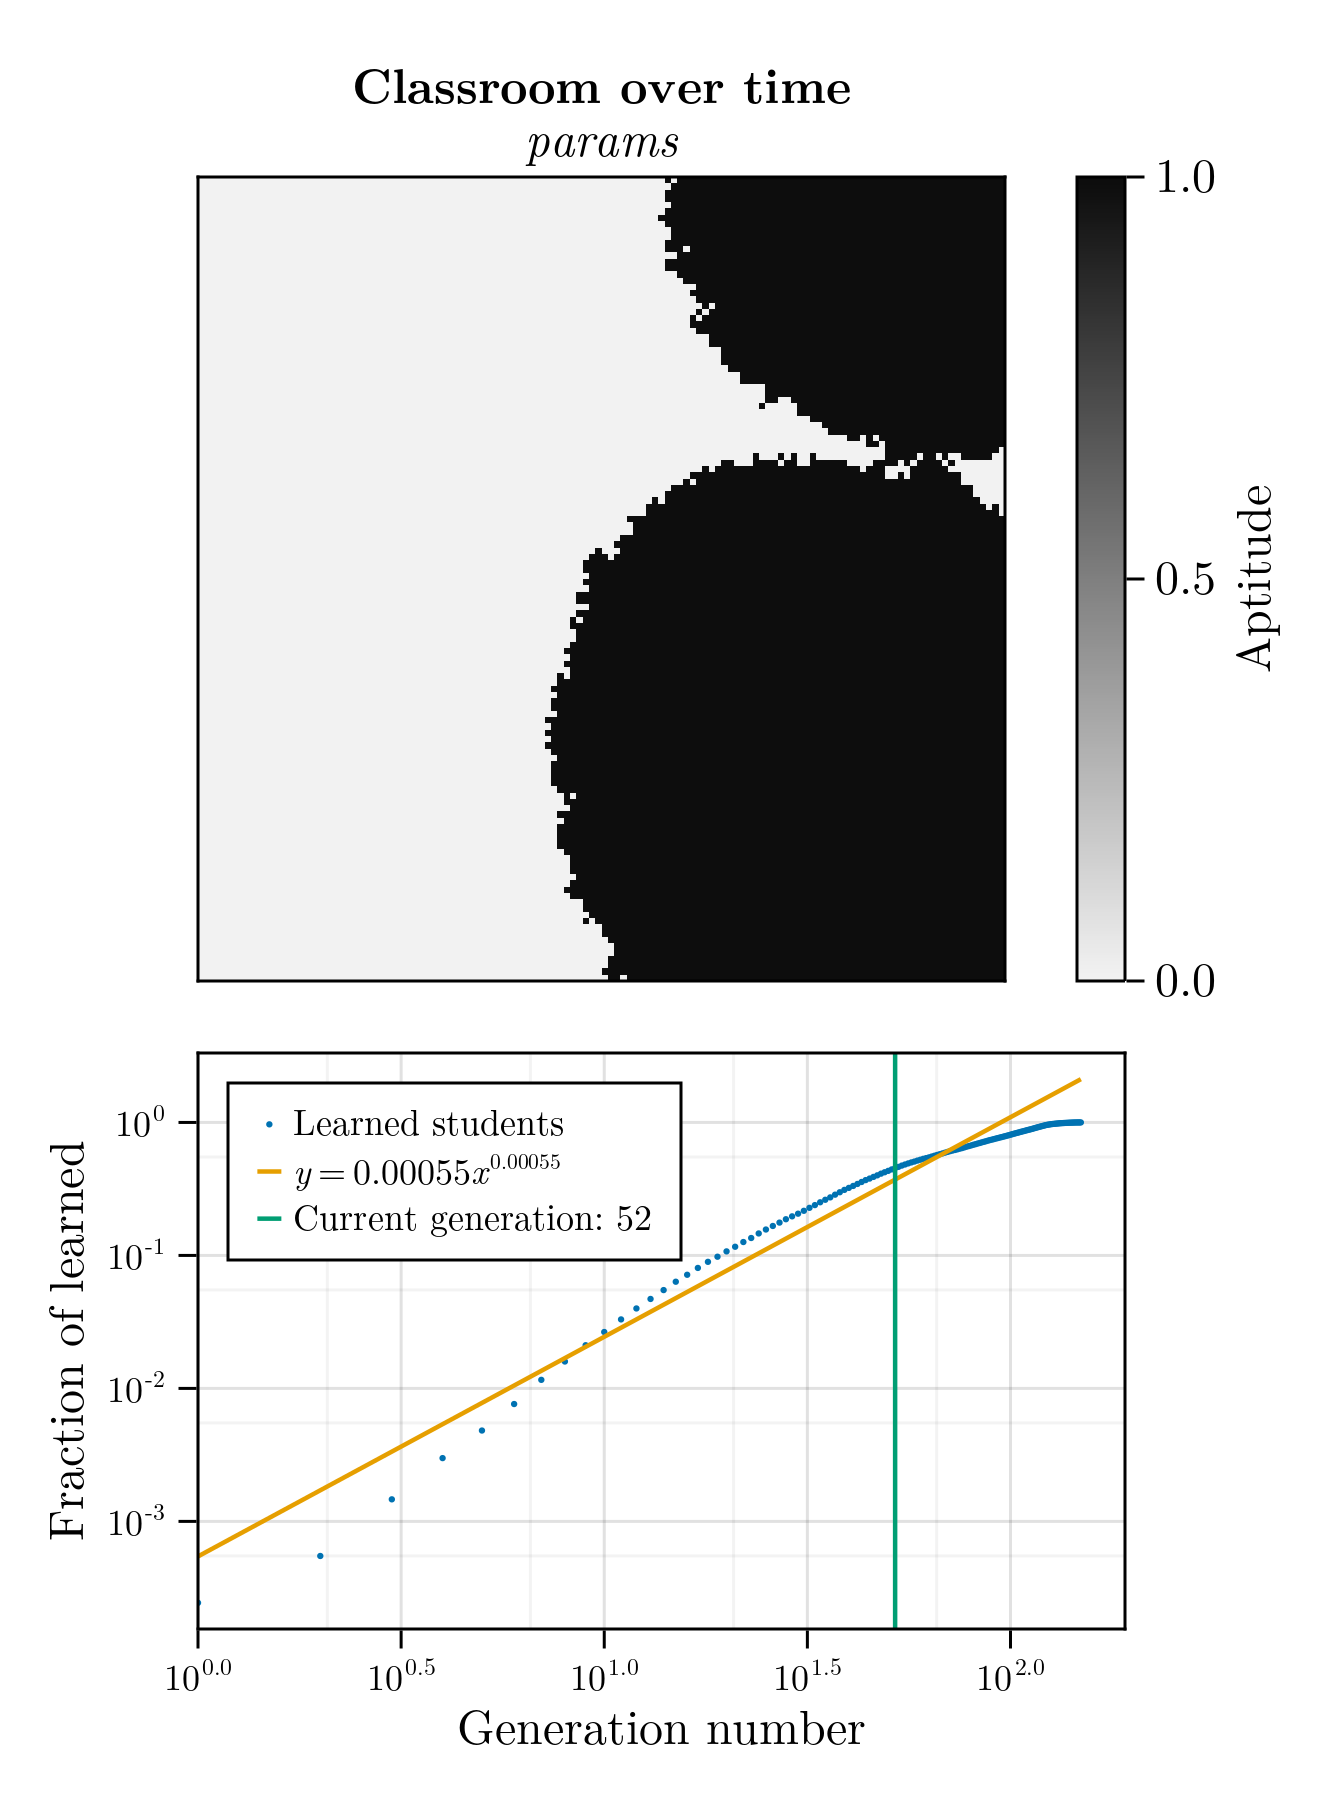 Classroom over time
params
1.0
0.5
0.0
Aptitude
Learned students
y = 0.00055x^0.00055
Current generation: 52
10^0
10^-1
10^-2
10^-3
Fraction of learned
10^0.0 10^0.5 10^1.0 10^1.5 10^2.0
Generation number